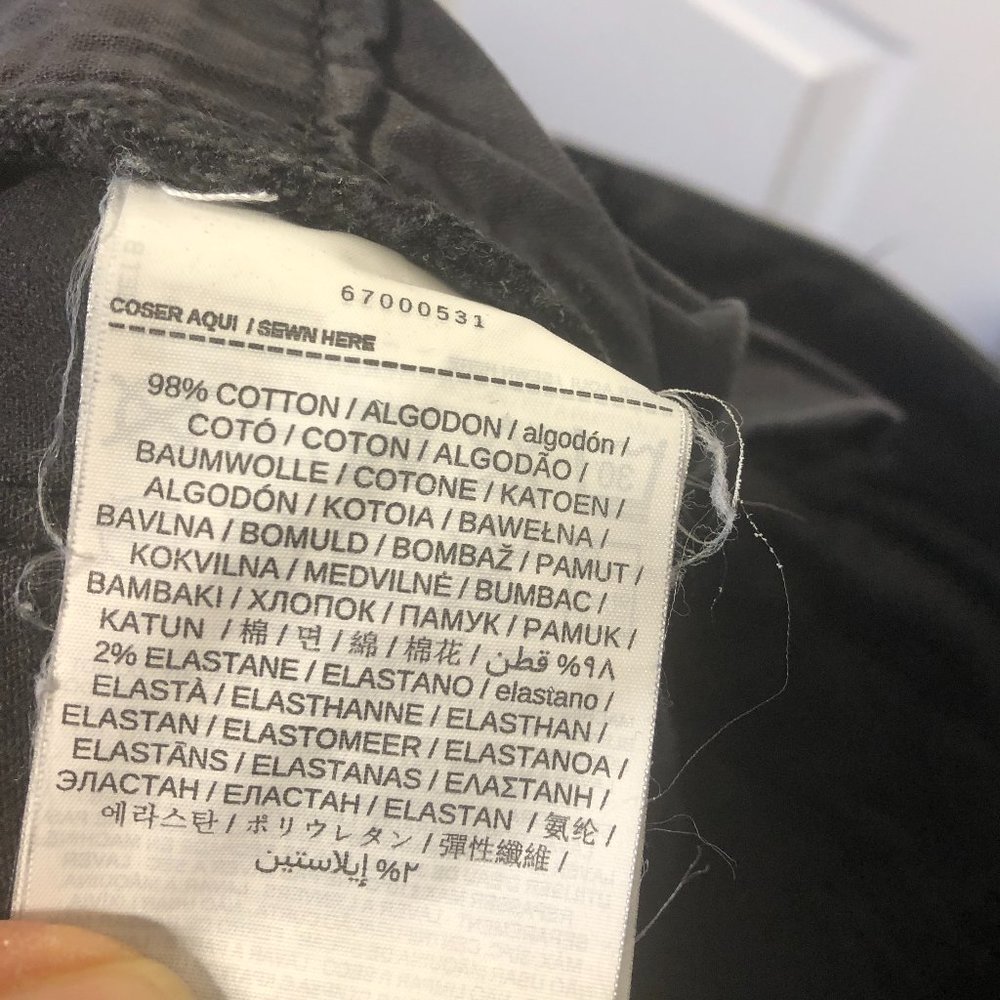 67000531
COSER AQUI / SEWN HERE
98% COTTON / ALGODON / algodón /
COTÓ / COTON / ALGODÃO /
BAUMWOLLE / COTONE / KATOEN /
ALGODÓN / KOTOIA / BAWEŁNA /
BAVLNA / BOMULD / BOMBAŽ / PAMUT /
KOKVILNA / MEDVILNĖ / BUMBAC /
BAMBAKI / ХЛОПОК / ПАМУК / PAMUK /
KATUN / 棉 / 면 / 綿 / 棉花 / %٩٨ قطن
2% ELASTANE / ELASTANO / elastano /
ELASTÀ / ELASTHANNE / ELASTHAN /
ELASTAN / ELASTOMEER / ELASTANOA /
ELASTĀNS / ELASTANAS / ΕΛΑΣΤΑΝΗ /
ЭЛАСТАН / ЕЛАСТАН / ELASTAN / 氨纶 /
에라스탄 / ポリウレタン / 彈性纖維 /
%٢ إيلاستين